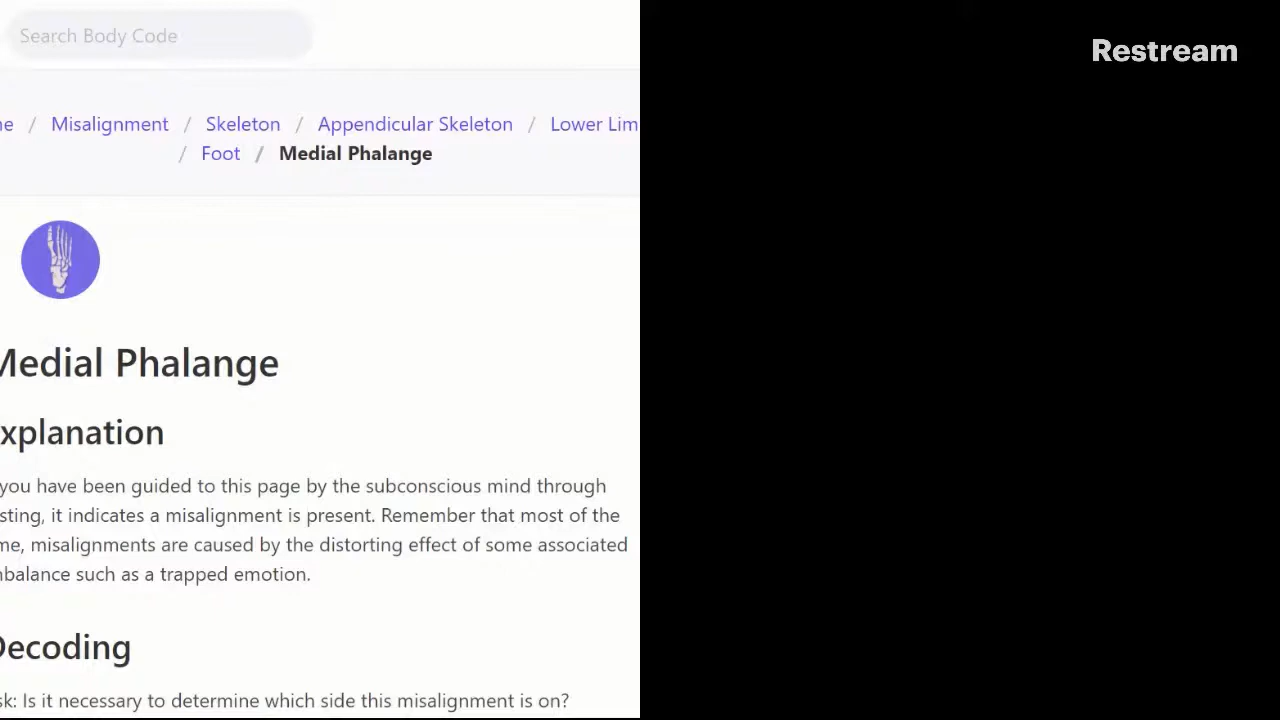 Search Body Code
Restream
ne / Misalignment / Skeleton / Appendicular Skeleton / Lower Lim
/ Foot / Medial Phalange
Medial Phalange
xplanation
you have been guided to this page by the subconscious mind through
sting, it indicates a misalignment is present. Remember that most of the
me, misalignments are caused by the distorting effect of some associated
mbalance such as a trapped emotion.
Decoding
sk: Is it necessary to determine which side this misalignment is on?